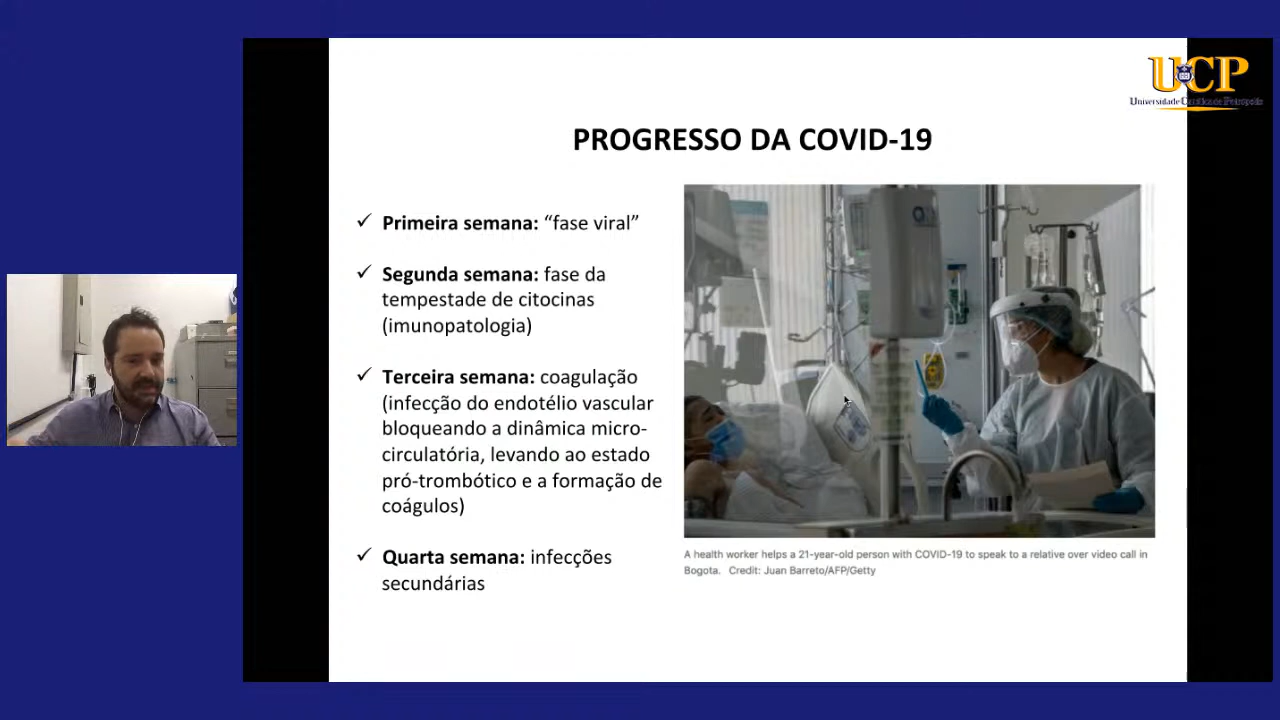 UCP
Universidade Católica de Petrópolis
PROGRESSO DA COVID-19
✓ Primeira semana: “fase viral”
✓ Segunda semana: fase da
tempestade de citocinas
(imunopatologia)
✓ Terceira semana: coagulação
(infecção do endotélio vascular
bloqueando a dinâmica micro-
circulatória, levando ao estado
pró-trombótico e a formação de
coágulos)
✓ Quarta semana: infecções
secundárias
A health worker helps a 21-year-old person with COVID-19 to speak to a relative over video call in
Bogota. Credit: Juan Barreto/AFP/Getty